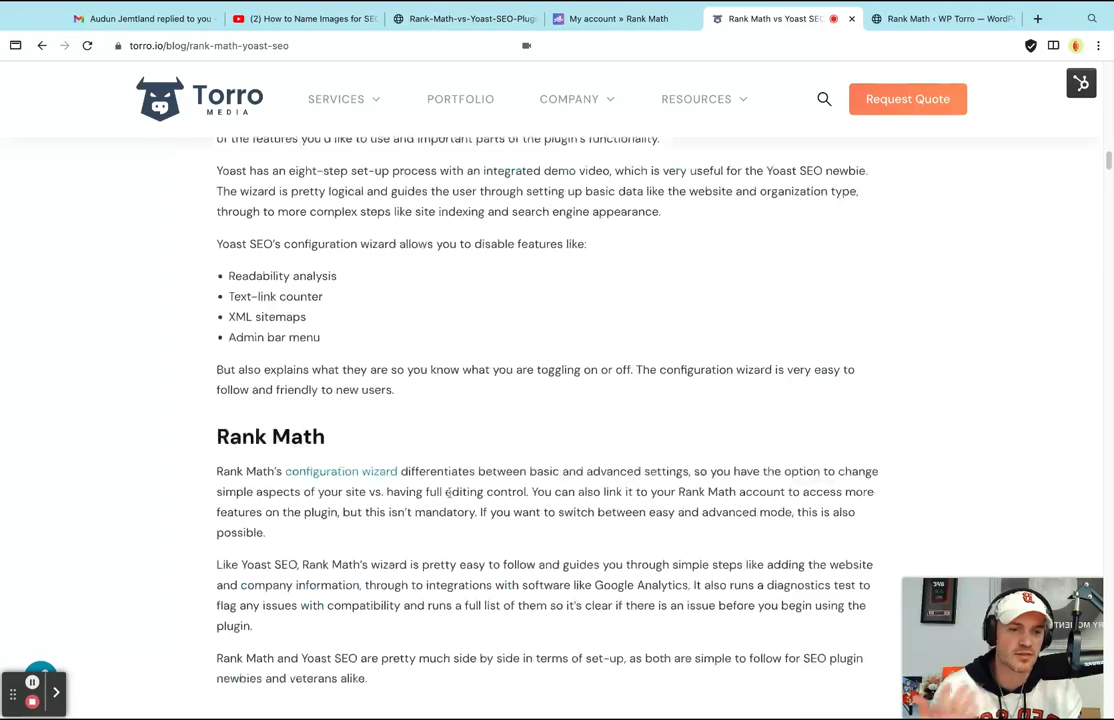 Audun Jemtland replied to you -
(2) How to Name Images for SEO
Rank-Math-vs-Yoast-SEO-Plugi
My account » Rank Math
Rank Math vs Yoast SEO
Rank Math ‹ WP Torro — WordPr
torro.io/blog/rank-math-yoast-seo
Torro
MEDIA
SERVICES
PORTFOLIO
COMPANY
RESOURCES
Request Quote
of the features you'd like to use and important parts of the plugin's functionality.
Yoast has an eight-step set-up process with an integrated demo video, which is very useful for the Yoast SEO newbie.
The wizard is pretty logical and guides the user through setting up basic data like the website and organization type,
through to more complex steps like site indexing and search engine appearance.
Yoast SEO's configuration wizard allows you to disable features like:
• Readability analysis
• Text-link counter
• XML sitemaps
• Admin bar menu
But also explains what they are so you know what you are toggling on or off. The configuration wizard is very easy to
follow and friendly to new users.
Rank Math
Rank Math's configuration wizard differentiates between basic and advanced settings, so you have the option to change
simple aspects of your site vs. having full editing control. You can also link it to your Rank Math account to access more
features on the plugin, but this isn't mandatory. If you want to switch between easy and advanced mode, this is also
possible.
Like Yoast SEO, Rank Math's wizard is pretty easy to follow and guides you through simple steps like adding the website
and company information, through to integrations with software like Google Analytics. It also runs a diagnostics test to
flag any issues with compatibility and runs a full list of them so it's clear if there is an issue before you begin using the
plugin.
Rank Math and Yoast SEO are pretty much side by side in terms of set-up, as both are simple to follow for SEO plugin
newbies and veterans alike.